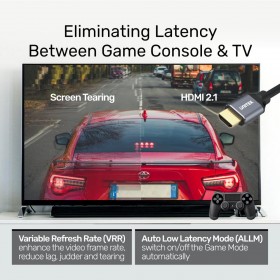 Eliminating Latency
Between Game Console & TV
Screen Tearing
HDMI 2.1
UNITEK
Variable Refresh Rate (VRR)
enhance the video frame rate,
reduce lag, judder and tearing
Auto Low Latency Mode (ALLM)
switch on/off the Game Mode
automatically